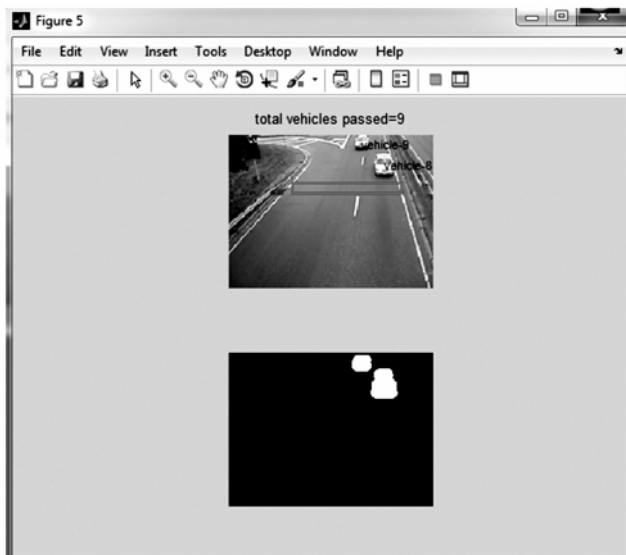 Figure 5
File Edit View Insert Tools Desktop Window Help
total vehicles passed=9
vehicle-9
vehicle-8